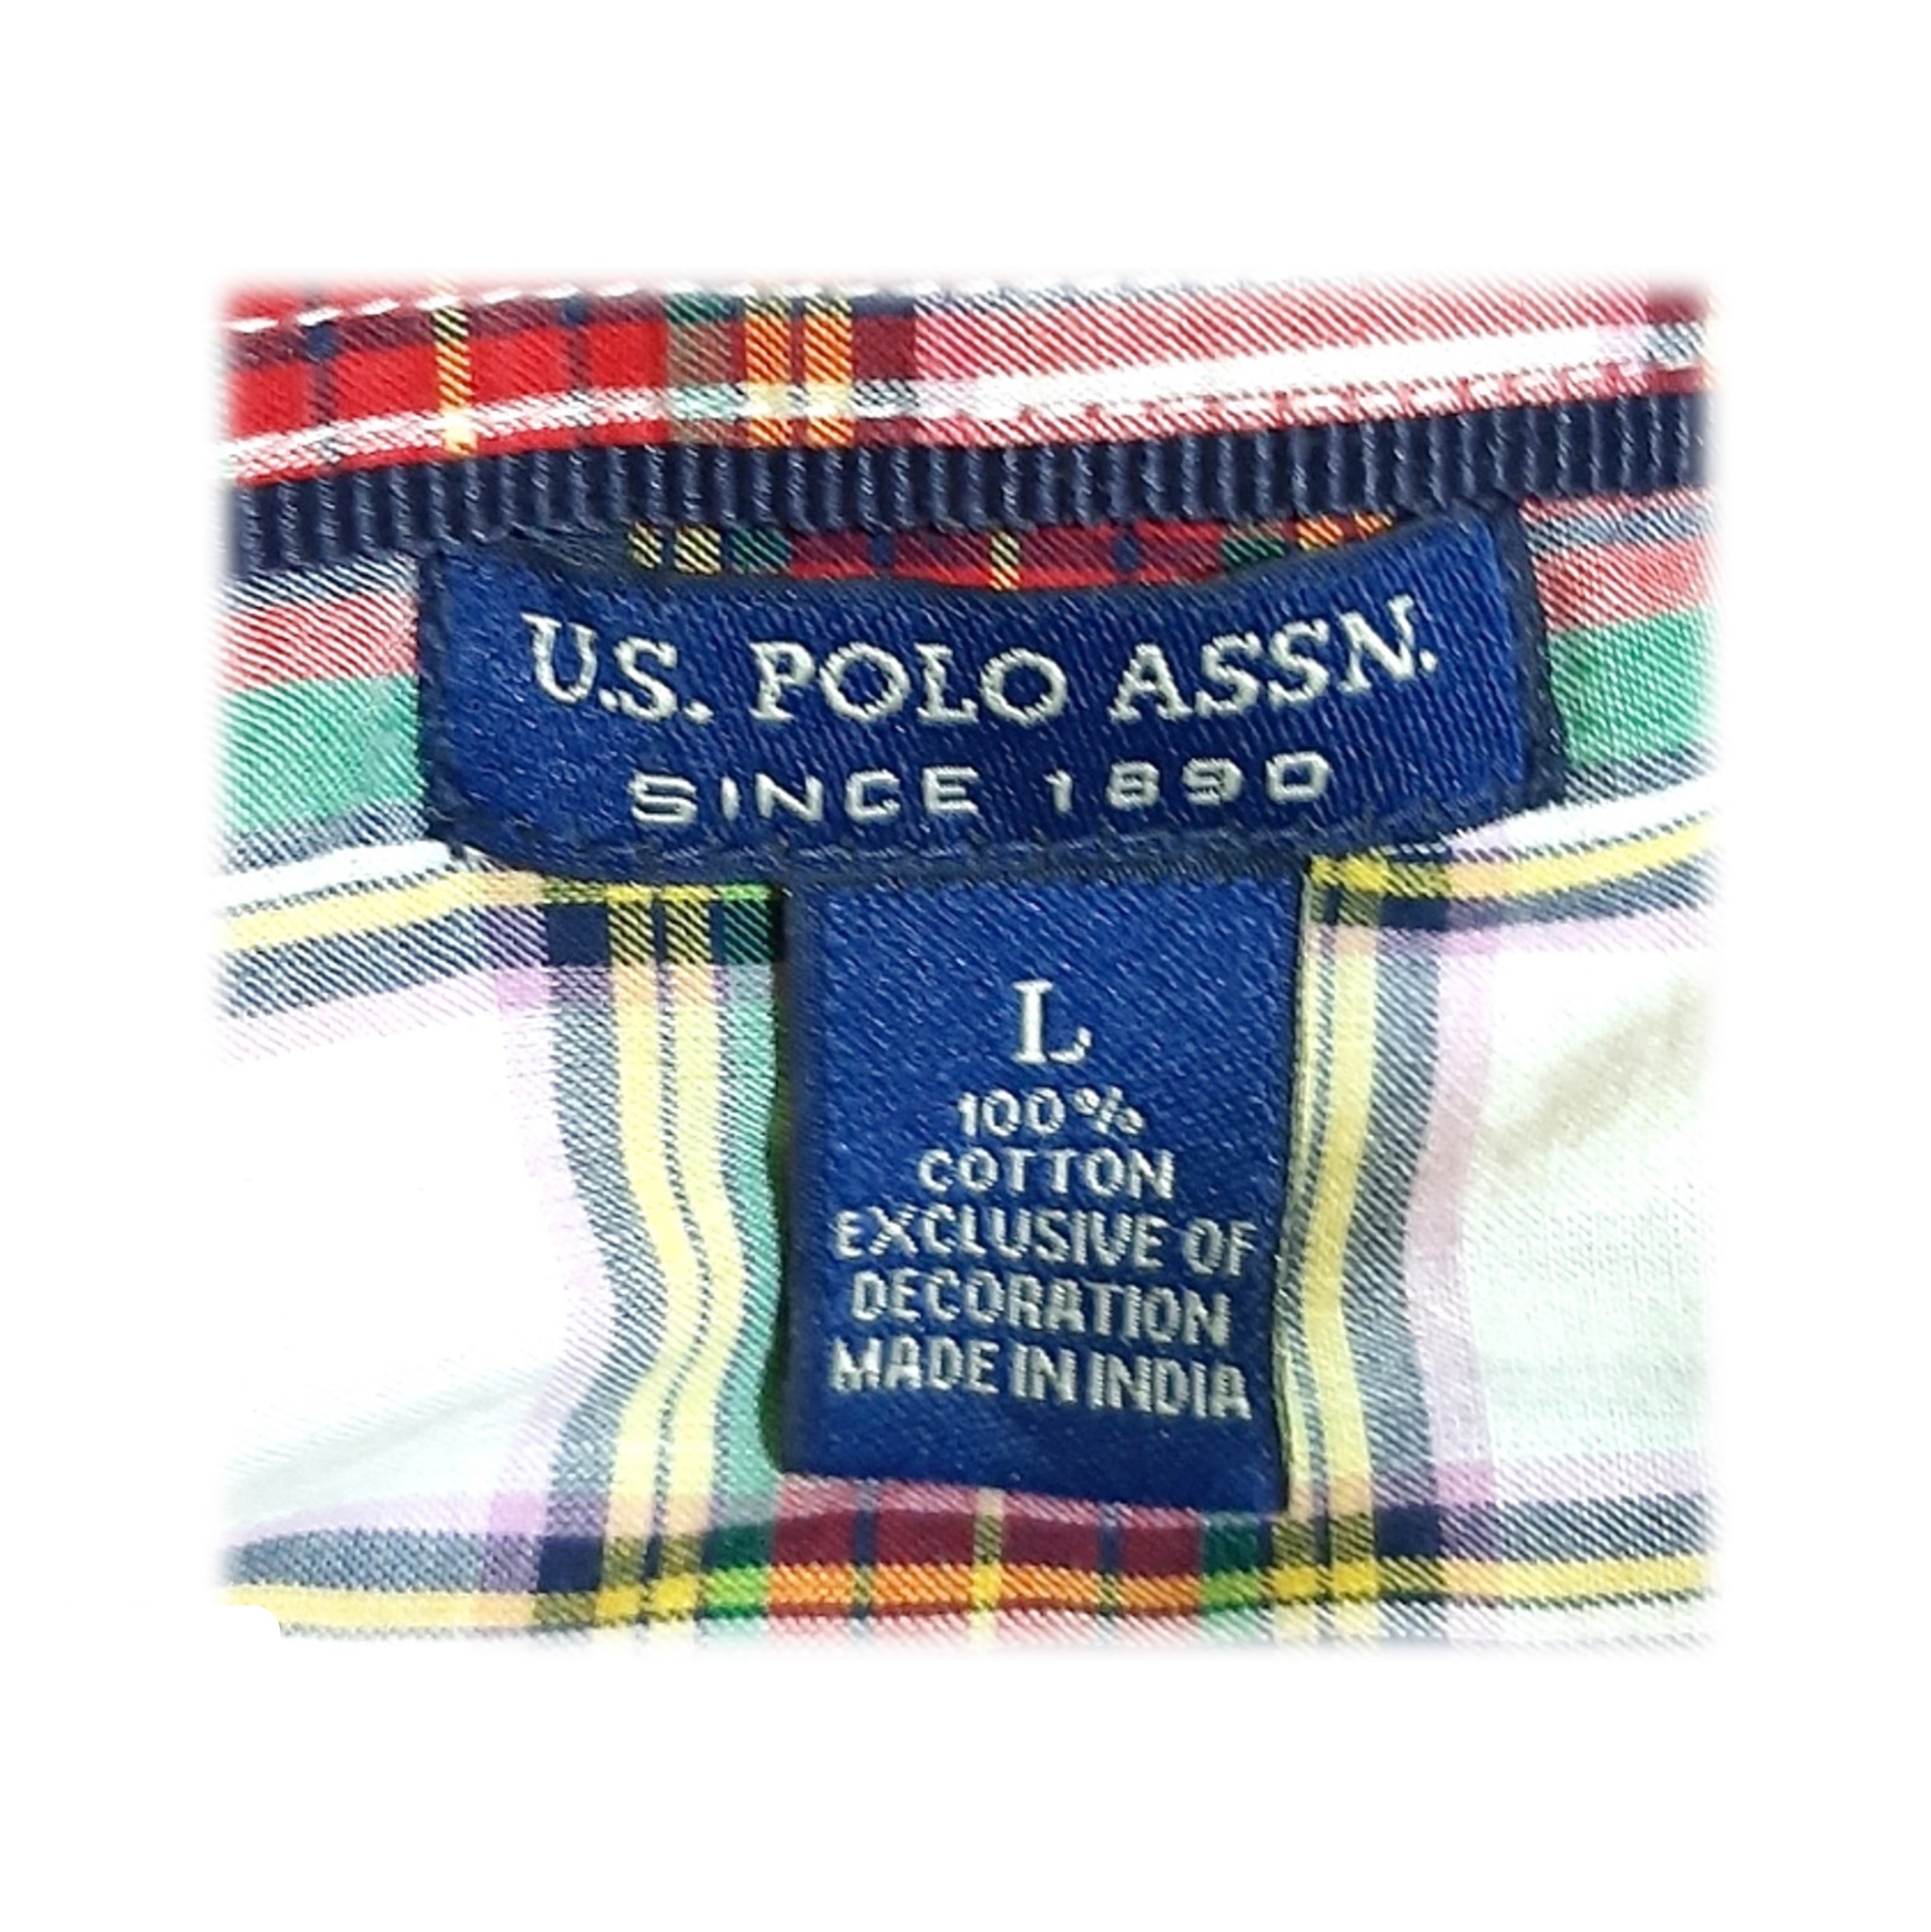 U.S. POLO ASSN.
SINCE 1890
L
100%
COTTON
EXCLUSIVE OF
DECORATION
MADE IN INDIA